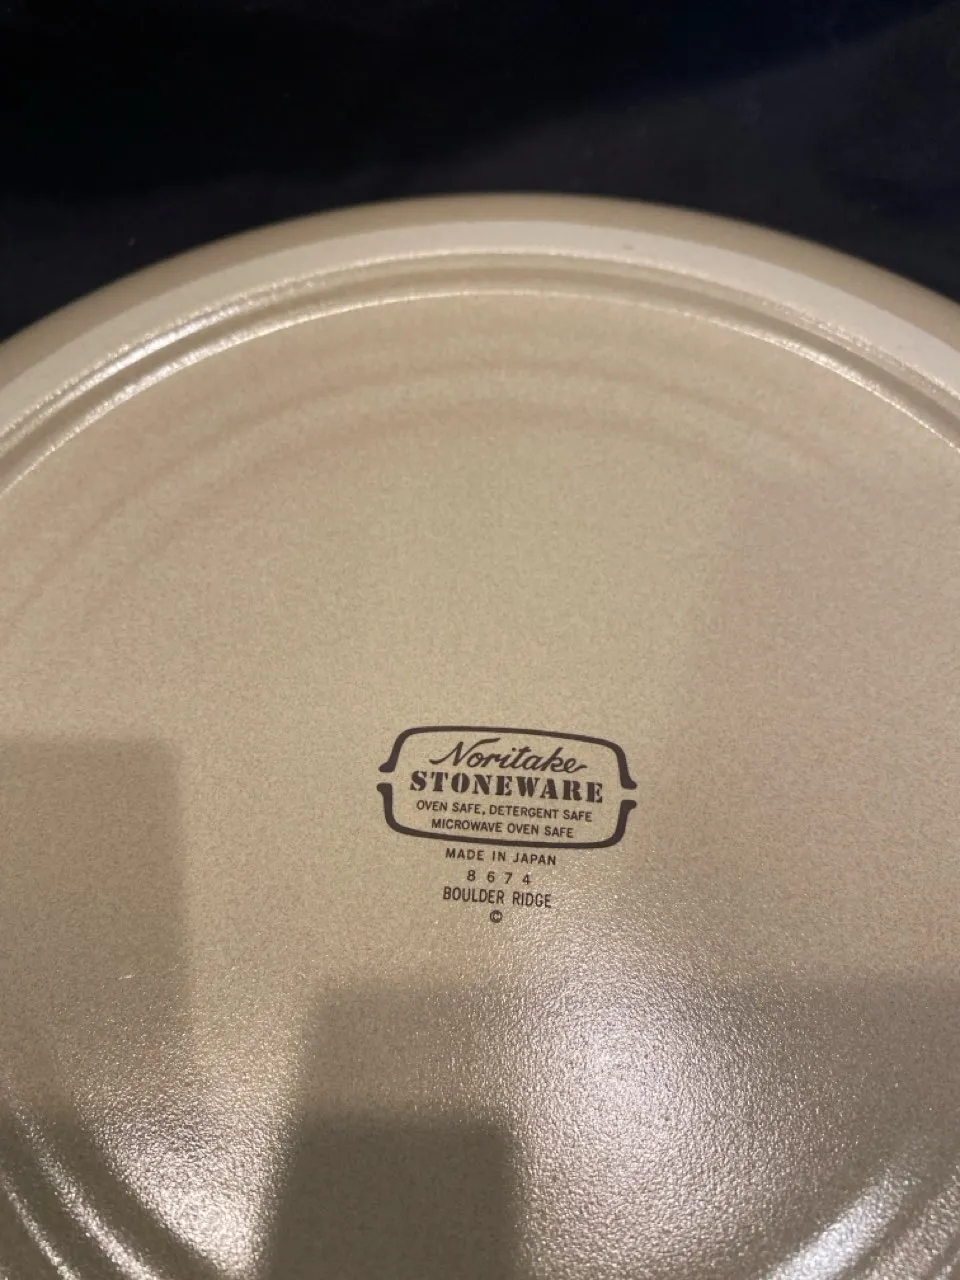 Noritake
STONEWARE
OVEN SAFE, DETERGENT SAFE
MICROWAVE OVEN SAFE
MADE IN JAPAN
8674
BOULDER RIDGE
©